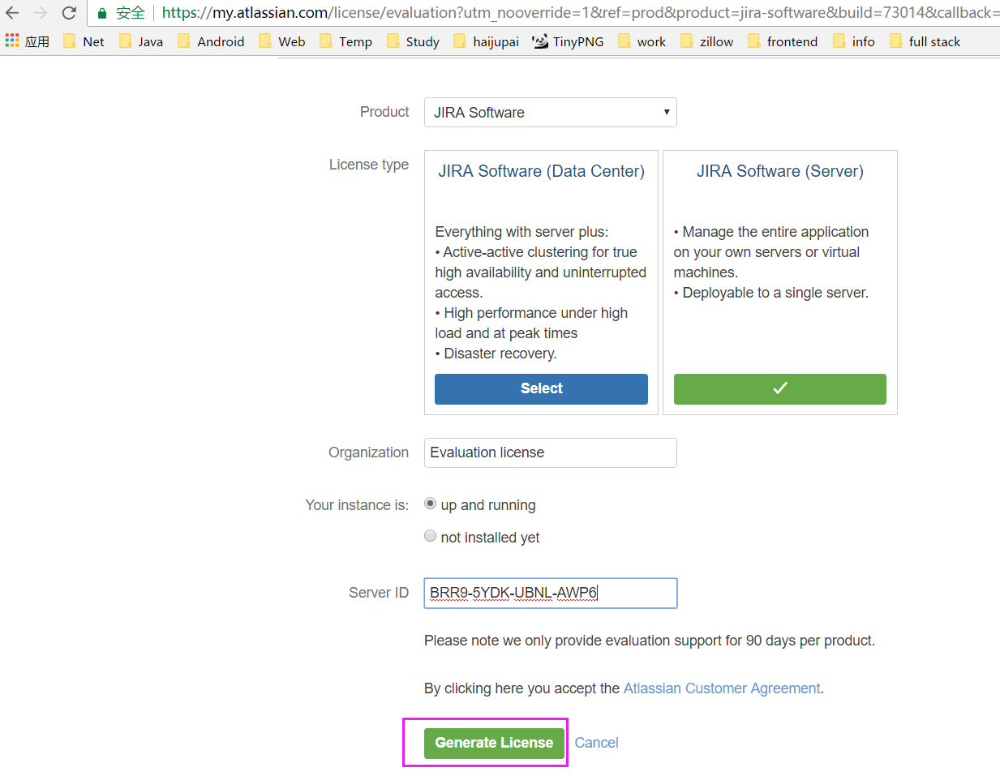 安全 https://my.atlassian.com/license/evaluation?utm_nooverride=1&ref=prod&product=jira-software&build=73014&callback=
应用 Net Java Android Web Temp Study haijupai TinyPNG work zillow frontend info full stack
Product JIRA Software
License type
JIRA Software (Data Center)
Everything with server plus:
• Active-active clustering for true
high availability and uninterrupted
access.
• High performance under high
load and at peak times
• Disaster recovery.
Select
JIRA Software (Server)
• Manage the entire application
on your own servers or virtual
machines.
• Deployable to a single server.
Organization Evaluation license
Your instance is: up and running
not installed yet
Server ID BRR9-5YDK-UBNL-AWP6
Please note we only provide evaluation support for 90 days per product.
By clicking here you accept the Atlassian Customer Agreement.
Generate License Cancel